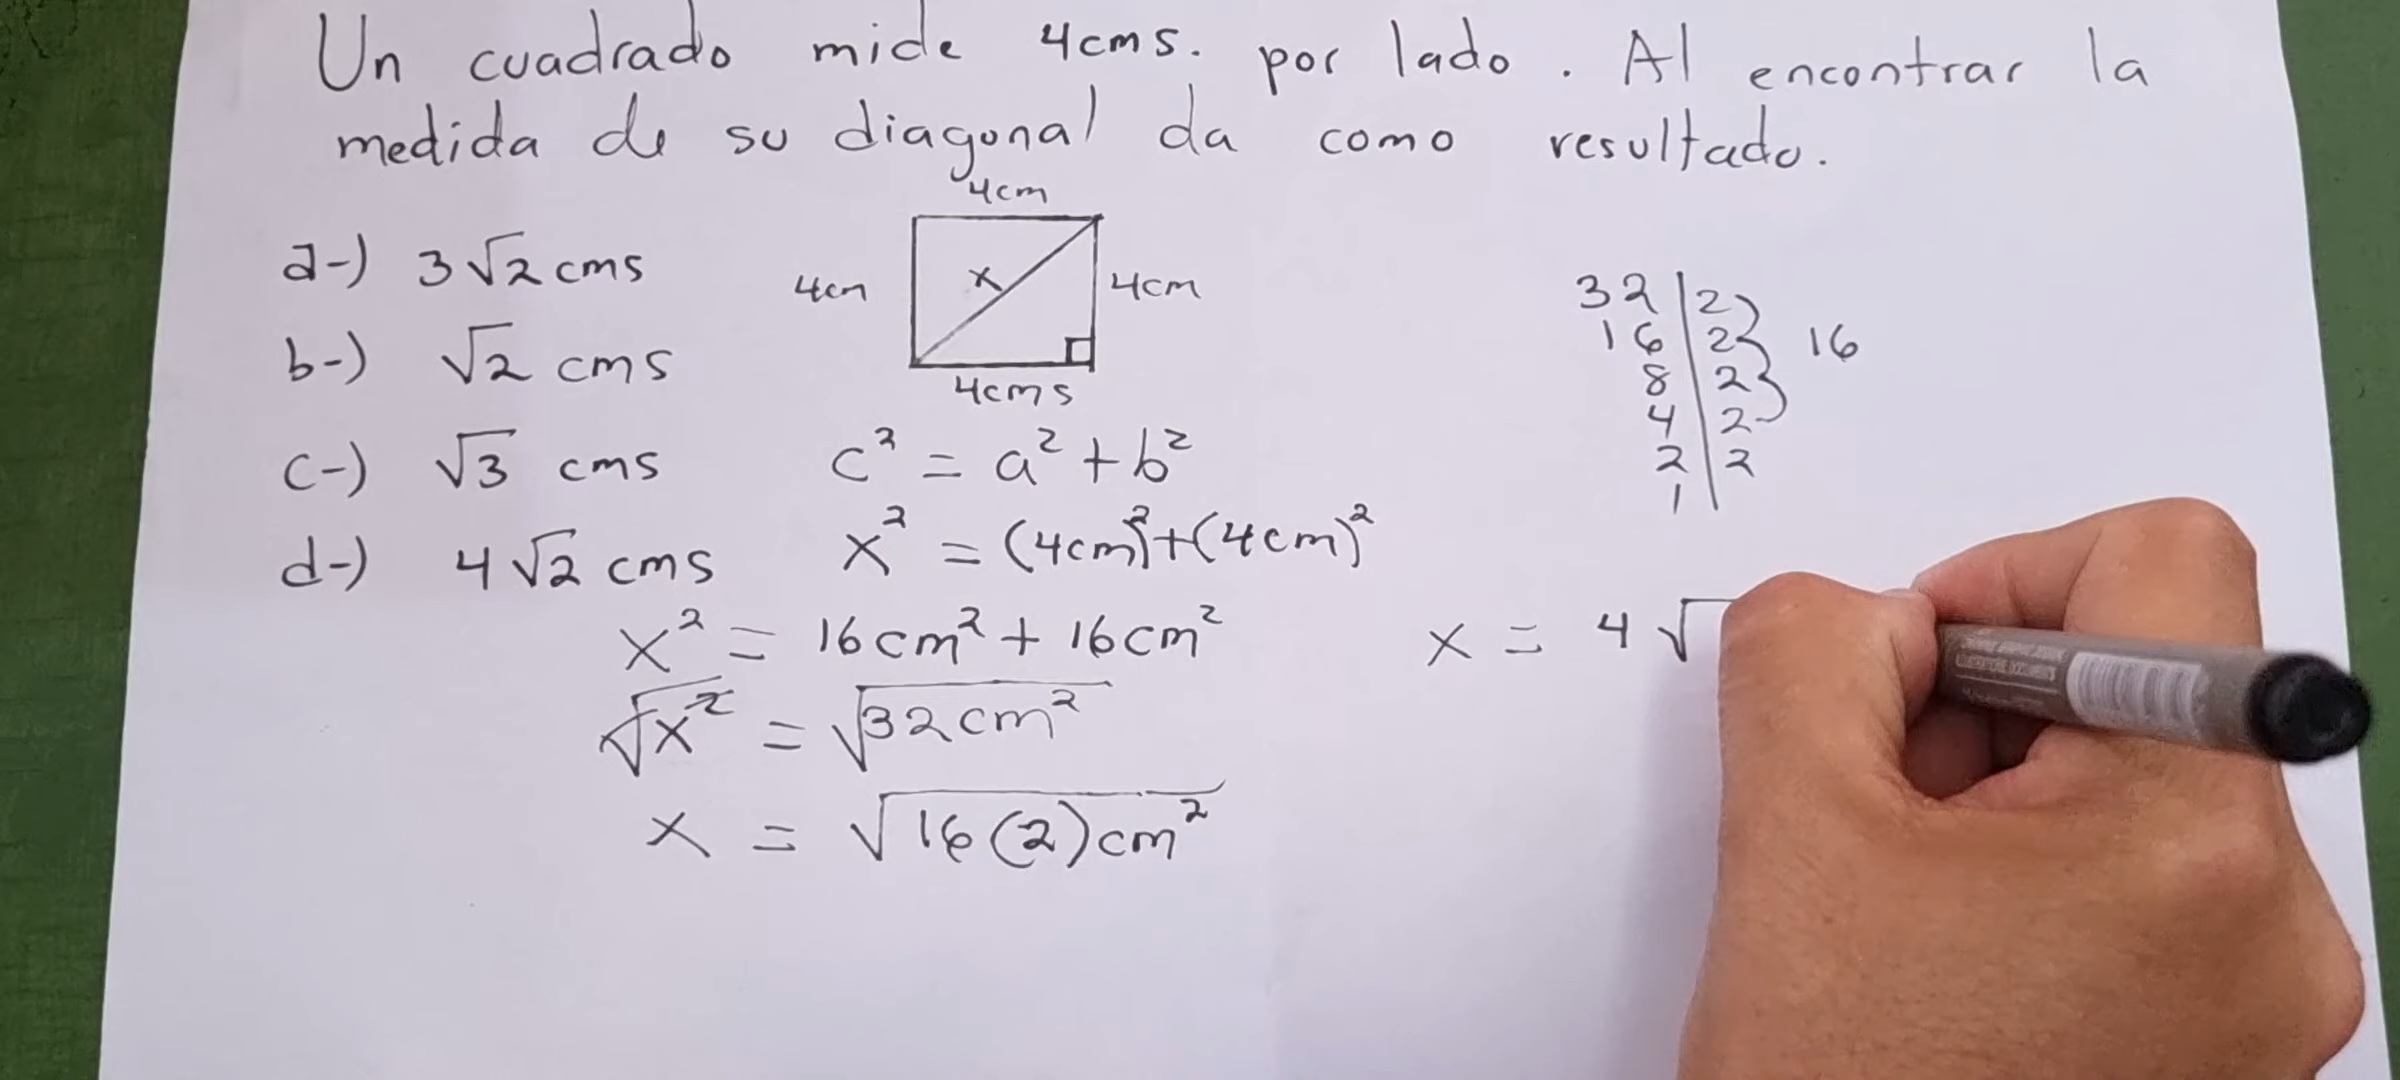 Un cuadrado mide 4cms. por lado. Al encontrar la
medida de su diagonal da como resultado.
a-) 3√2 cms
b-) √2 cms
c-) √3 cms
d-) 4√2 cms
4cm
4cm
x
4cm
4cms
c² = a² + b²
x² = (4cm)² + (4cm)²
x² = 16cm² + 16cm²
√x² = √32cm²
x = √16(2)cm²
32 | 2
16 | 2
8 | 2
4 | 2
2 | 2
1 |
16
x = 4√